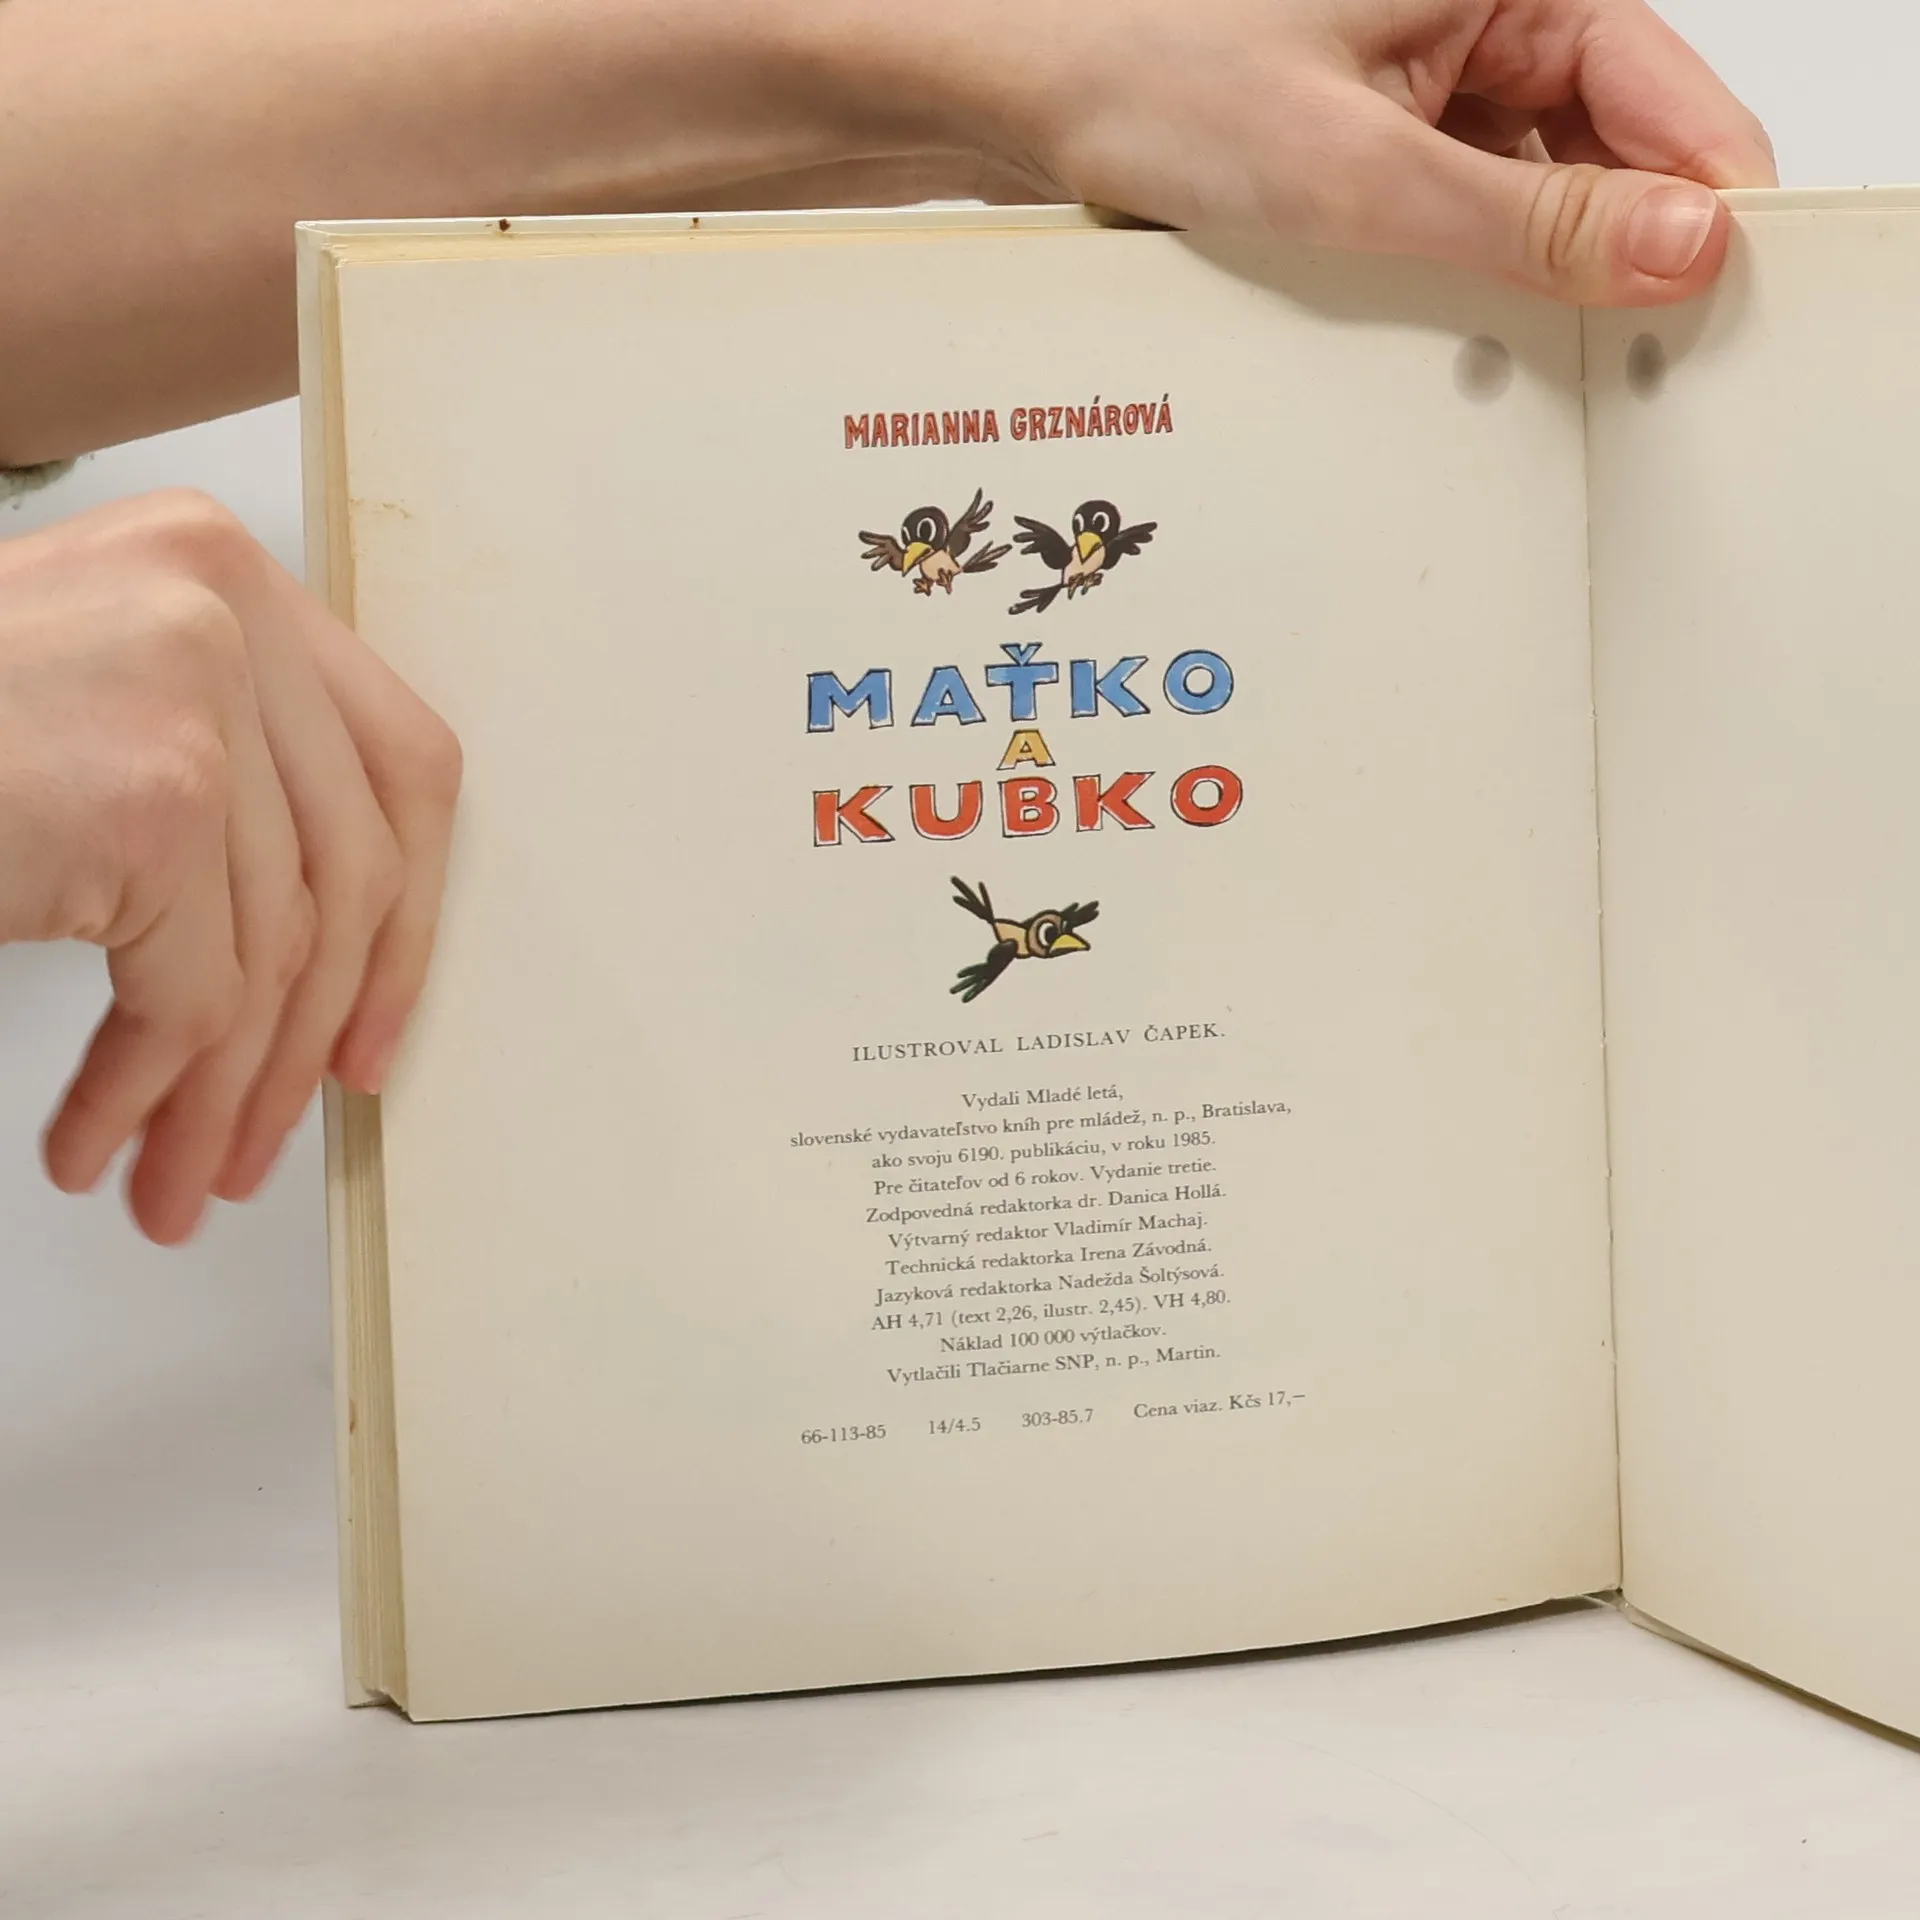 MARIANNA GRZNÁROVÁ
MAŤKO
A
KUBKO
ILUSTROVAL LADISLAV ČAPEK.
Vydali Mladé letá,
slovenské vydavateľstvo kníh pre mládež, n. p., Bratislava,
ako svoju 6190. publikáciu, v roku 1985.
Pre čitateľov od 6 rokov. Vydanie tretie.
Zodpovedná redaktorka dr. Danica Hollá.
Výtvarný redaktor Vladimír Machaj.
Technická redaktorka Irena Závodná.
Jazyková redaktorka Nadežda Šoltýsová.
AH 4,71 (text 2,26, ilustr. 2,45). VH 4,80.
Náklad 100 000 výtlačkov.
Vytlačili Tlačiarne SNP, n. p., Martin.
66-113-85 14/4.5 303-85.7 Cena viaz. Kčs 17,–